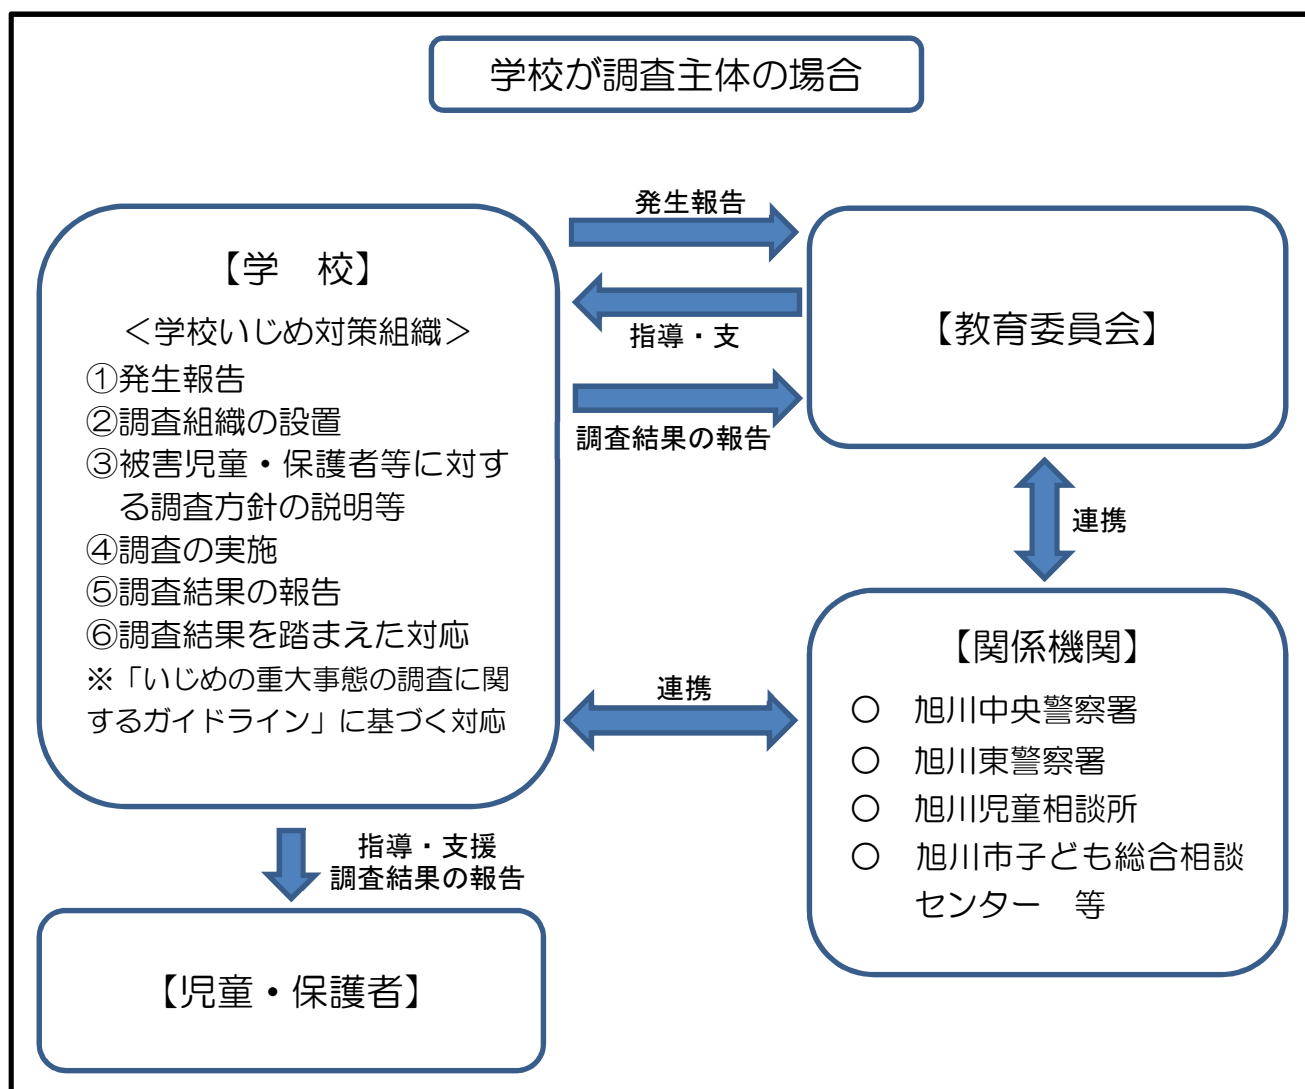 学校が調査主体の場合
【学　校】
＜学校いじめ対策組織＞
①発生報告
②調査組織の設置
③被害児童・保護者等に対す
る調査方針の説明等
④調査の実施
⑤調査結果の報告
⑥調査結果を踏まえた対応
※「いじめの重大事態の調査に関
するガイドライン」に基づく対応
発生報告
指導・支
調査結果の報告
【教育委員会】
連携
連携
【関係機関】
○　旭川中央警察署
○　旭川東警察署
○　旭川児童相談所
○　旭川市子ども総合相談
センター　等
指導・支援
調査結果の報告
【児童・保護者】